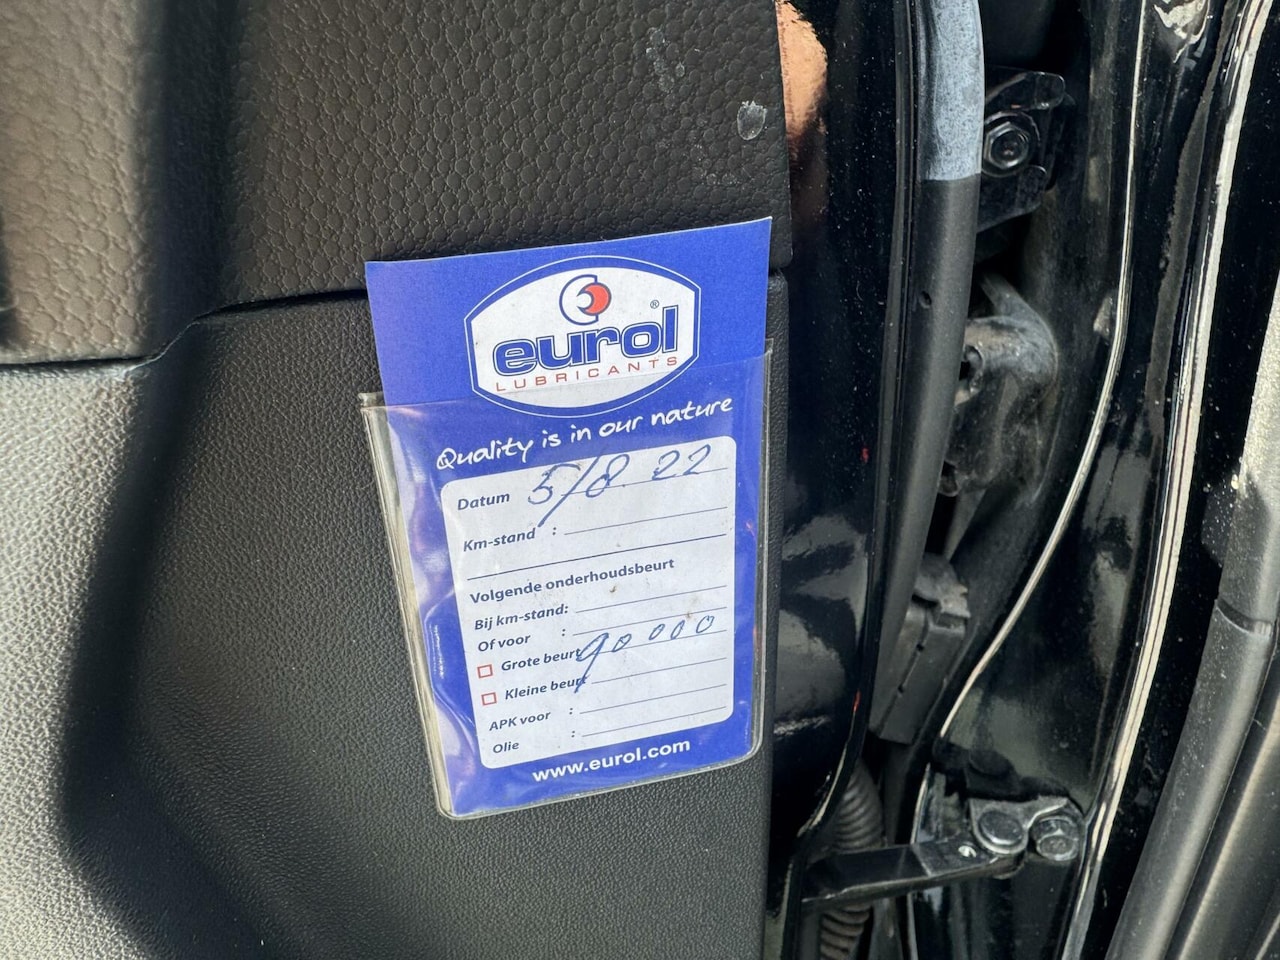 eurol®
LUBRICANTS
Quality is in our nature
Datum 5/8 22
Km-stand :
Volgende onderhoudsbeurt
Bij km-stand:
Of voor :
Grote beurt 90 000
Kleine beurt
APK voor :
Olie :
www.eurol.com